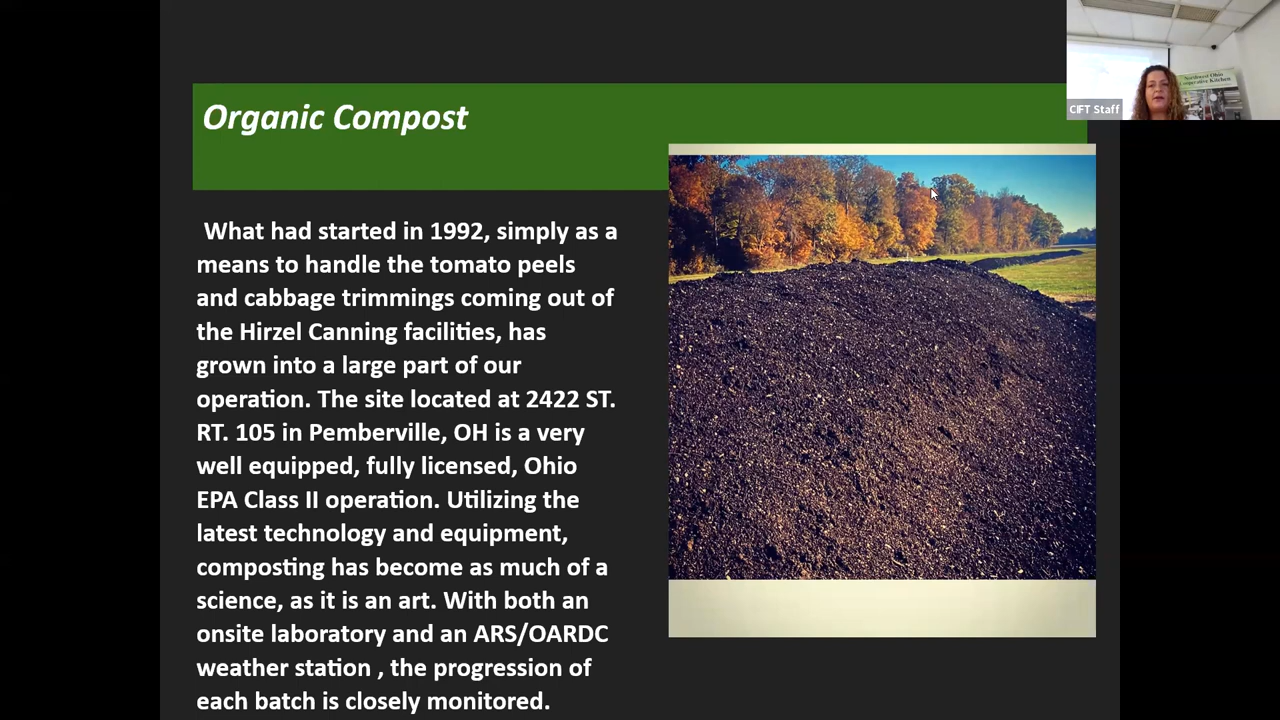 Organic Compost
What had started in 1992, simply as a
means to handle the tomato peels
and cabbage trimmings coming out of
the Hirzel Canning facilities, has
grown into a large part of our
operation. The site located at 2422 ST.
RT. 105 in Pemberville, OH is a very
well equipped, fully licensed, Ohio
EPA Class II operation. Utilizing the
latest technology and equipment,
composting has become as much of a
science, as it is an art. With both an
onsite laboratory and an ARS/OARDC
weather station , the progression of
each batch is closely monitored.
Northwest Ohio
Cooperative Kitchen
CIFT Staff